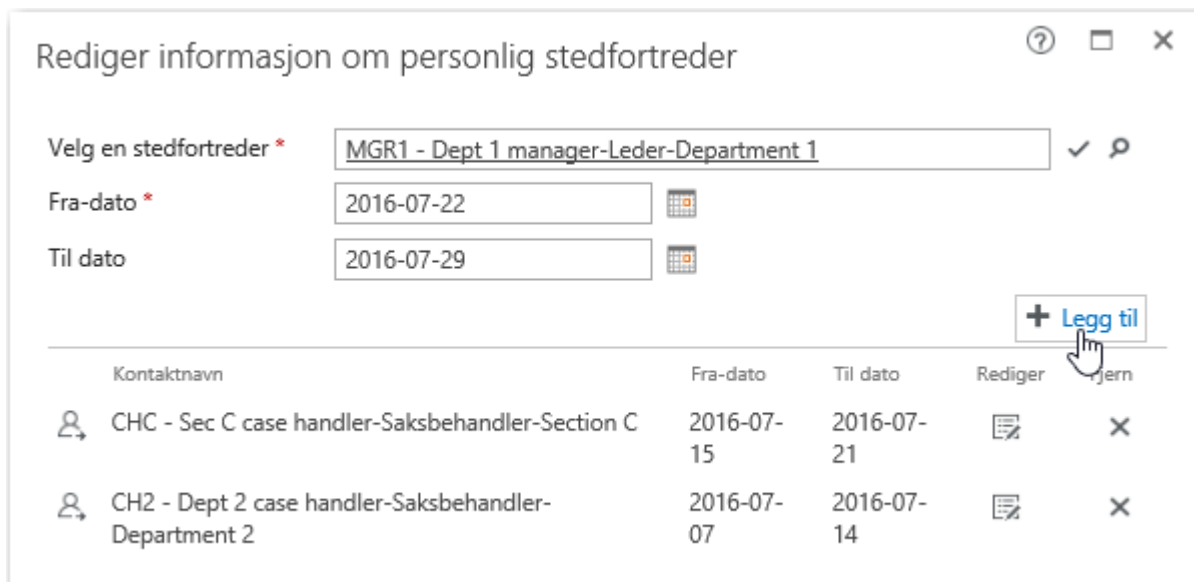 Rediger informasjon om personlig stedfortreder
Velg en stedfortreder *
MGR1 - Dept 1 manager-Leder-Department 1
Fra-dato *
2016-07-22
Til dato
2016-07-29
Legg til
Kontaktnavn Fra-dato Til dato Rediger Fjern
CHC - Sec C case handler-Saksbehandler-Section C 2016-07- 2016-07-
15 21
CH2 - Dept 2 case handler-Saksbehandler- 2016-07- 2016-07-
Department 2 07 14